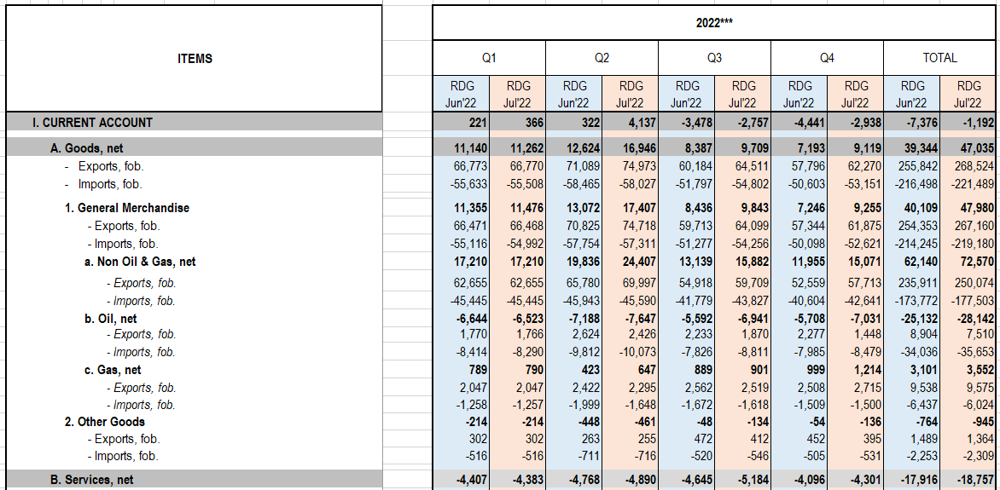 ITEMS
2022***
Q1 Q2 Q3 Q4 TOTAL
RDG RDG RDG RDG RDG RDG RDG RDG RDG RDG
Jun'22 Jul'22 Jun'22 Jul'22 Jun'22 Jul'22 Jun'22 Jul'22 Jun'22 Jul'22
I. CURRENT ACCOUNT 221 366 322 4,137 -3,478 -2,757 -4,441 -2,938 -7,376 -1,192
A. Goods, net 11,140 11,262 12,624 16,946 8,387 9,709 7,193 9,119 39,344 47,035
- Exports, fob. 66,773 66,770 71,089 74,973 60,184 64,511 57,796 62,270 255,842 268,524
- Imports, fob. -55,633 -55,508 -58,465 -58,027 -51,797 -54,802 -50,603 -53,151 -216,498 -221,489
1. General Merchandise 11,355 11,476 13,072 17,407 8,436 9,843 7,246 9,255 40,109 47,980
- Exports, fob. 66,471 66,468 70,825 74,718 59,713 64,099 57,344 61,875 254,353 267,160
- Imports, fob. -55,116 -54,992 -57,754 -57,311 -51,277 -54,256 -50,098 -52,621 -214,245 -219,180
a. Non Oil & Gas, net 17,210 17,210 19,836 24,407 13,139 15,882 11,955 15,071 62,140 72,570
- Exports, fob. 62,655 62,655 65,780 69,997 54,918 59,709 52,559 57,713 235,911 250,074
- Imports, fob. -45,445 -45,445 -45,943 -45,590 -41,779 -43,827 -40,604 -42,641 -173,772 -177,503
b. Oil, net -6,644 -6,523 -7,188 -7,647 -5,592 -6,941 -5,708 -7,031 -25,132 -28,142
- Exports, fob. 1,770 1,766 2,624 2,426 2,233 1,870 2,277 1,448 8,904 7,510
- Imports, fob. -8,414 -8,290 -9,812 -10,073 -7,826 -8,811 -7,985 -8,479 -34,036 -35,653
c. Gas, net 789 790 423 647 889 901 999 1,214 3,101 3,552
- Exports, fob. 2,047 2,047 2,422 2,295 2,562 2,519 2,508 2,715 9,538 9,575
- Imports, fob. -1,258 -1,257 -1,999 -1,648 -1,672 -1,618 -1,509 -1,500 -6,437 -6,024
2. Other Goods -214 -214 -448 -461 -48 -134 -54 -136 -764 -945
- Exports, fob. 302 302 263 255 472 412 452 395 1,489 1,364
- Imports, fob. -516 -516 -711 -716 -520 -546 -505 -531 -2,253 -2,309
B. Services, net -4,407 -4,383 -4,768 -4,890 -4,645 -5,184 -4,096 -4,301 -17,916 -18,757